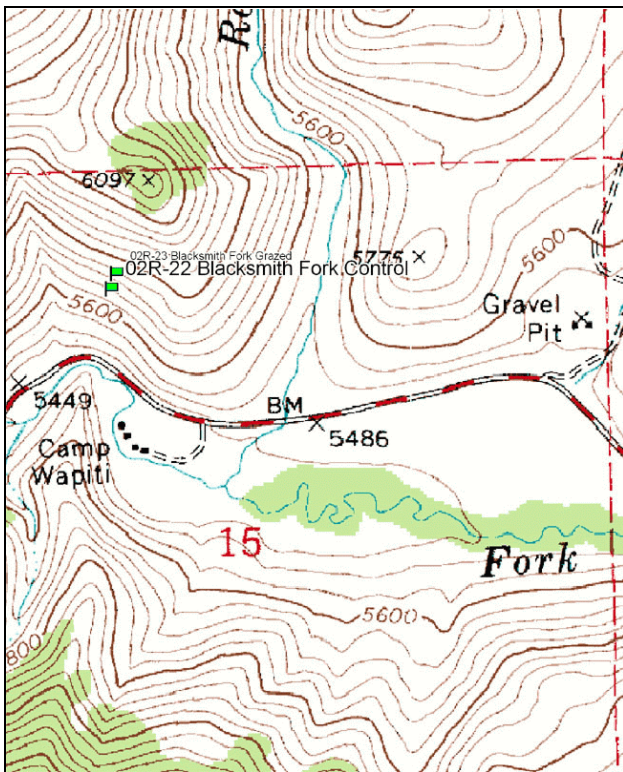 5600
6097
02R-23 Blacksmith Fork Grazed
02R-22 Blacksmith Fork Control
5775
5600
5600
Gravel
Pit
5449
BM
5486
Camp
Wapiti
15
Fork
5600
800